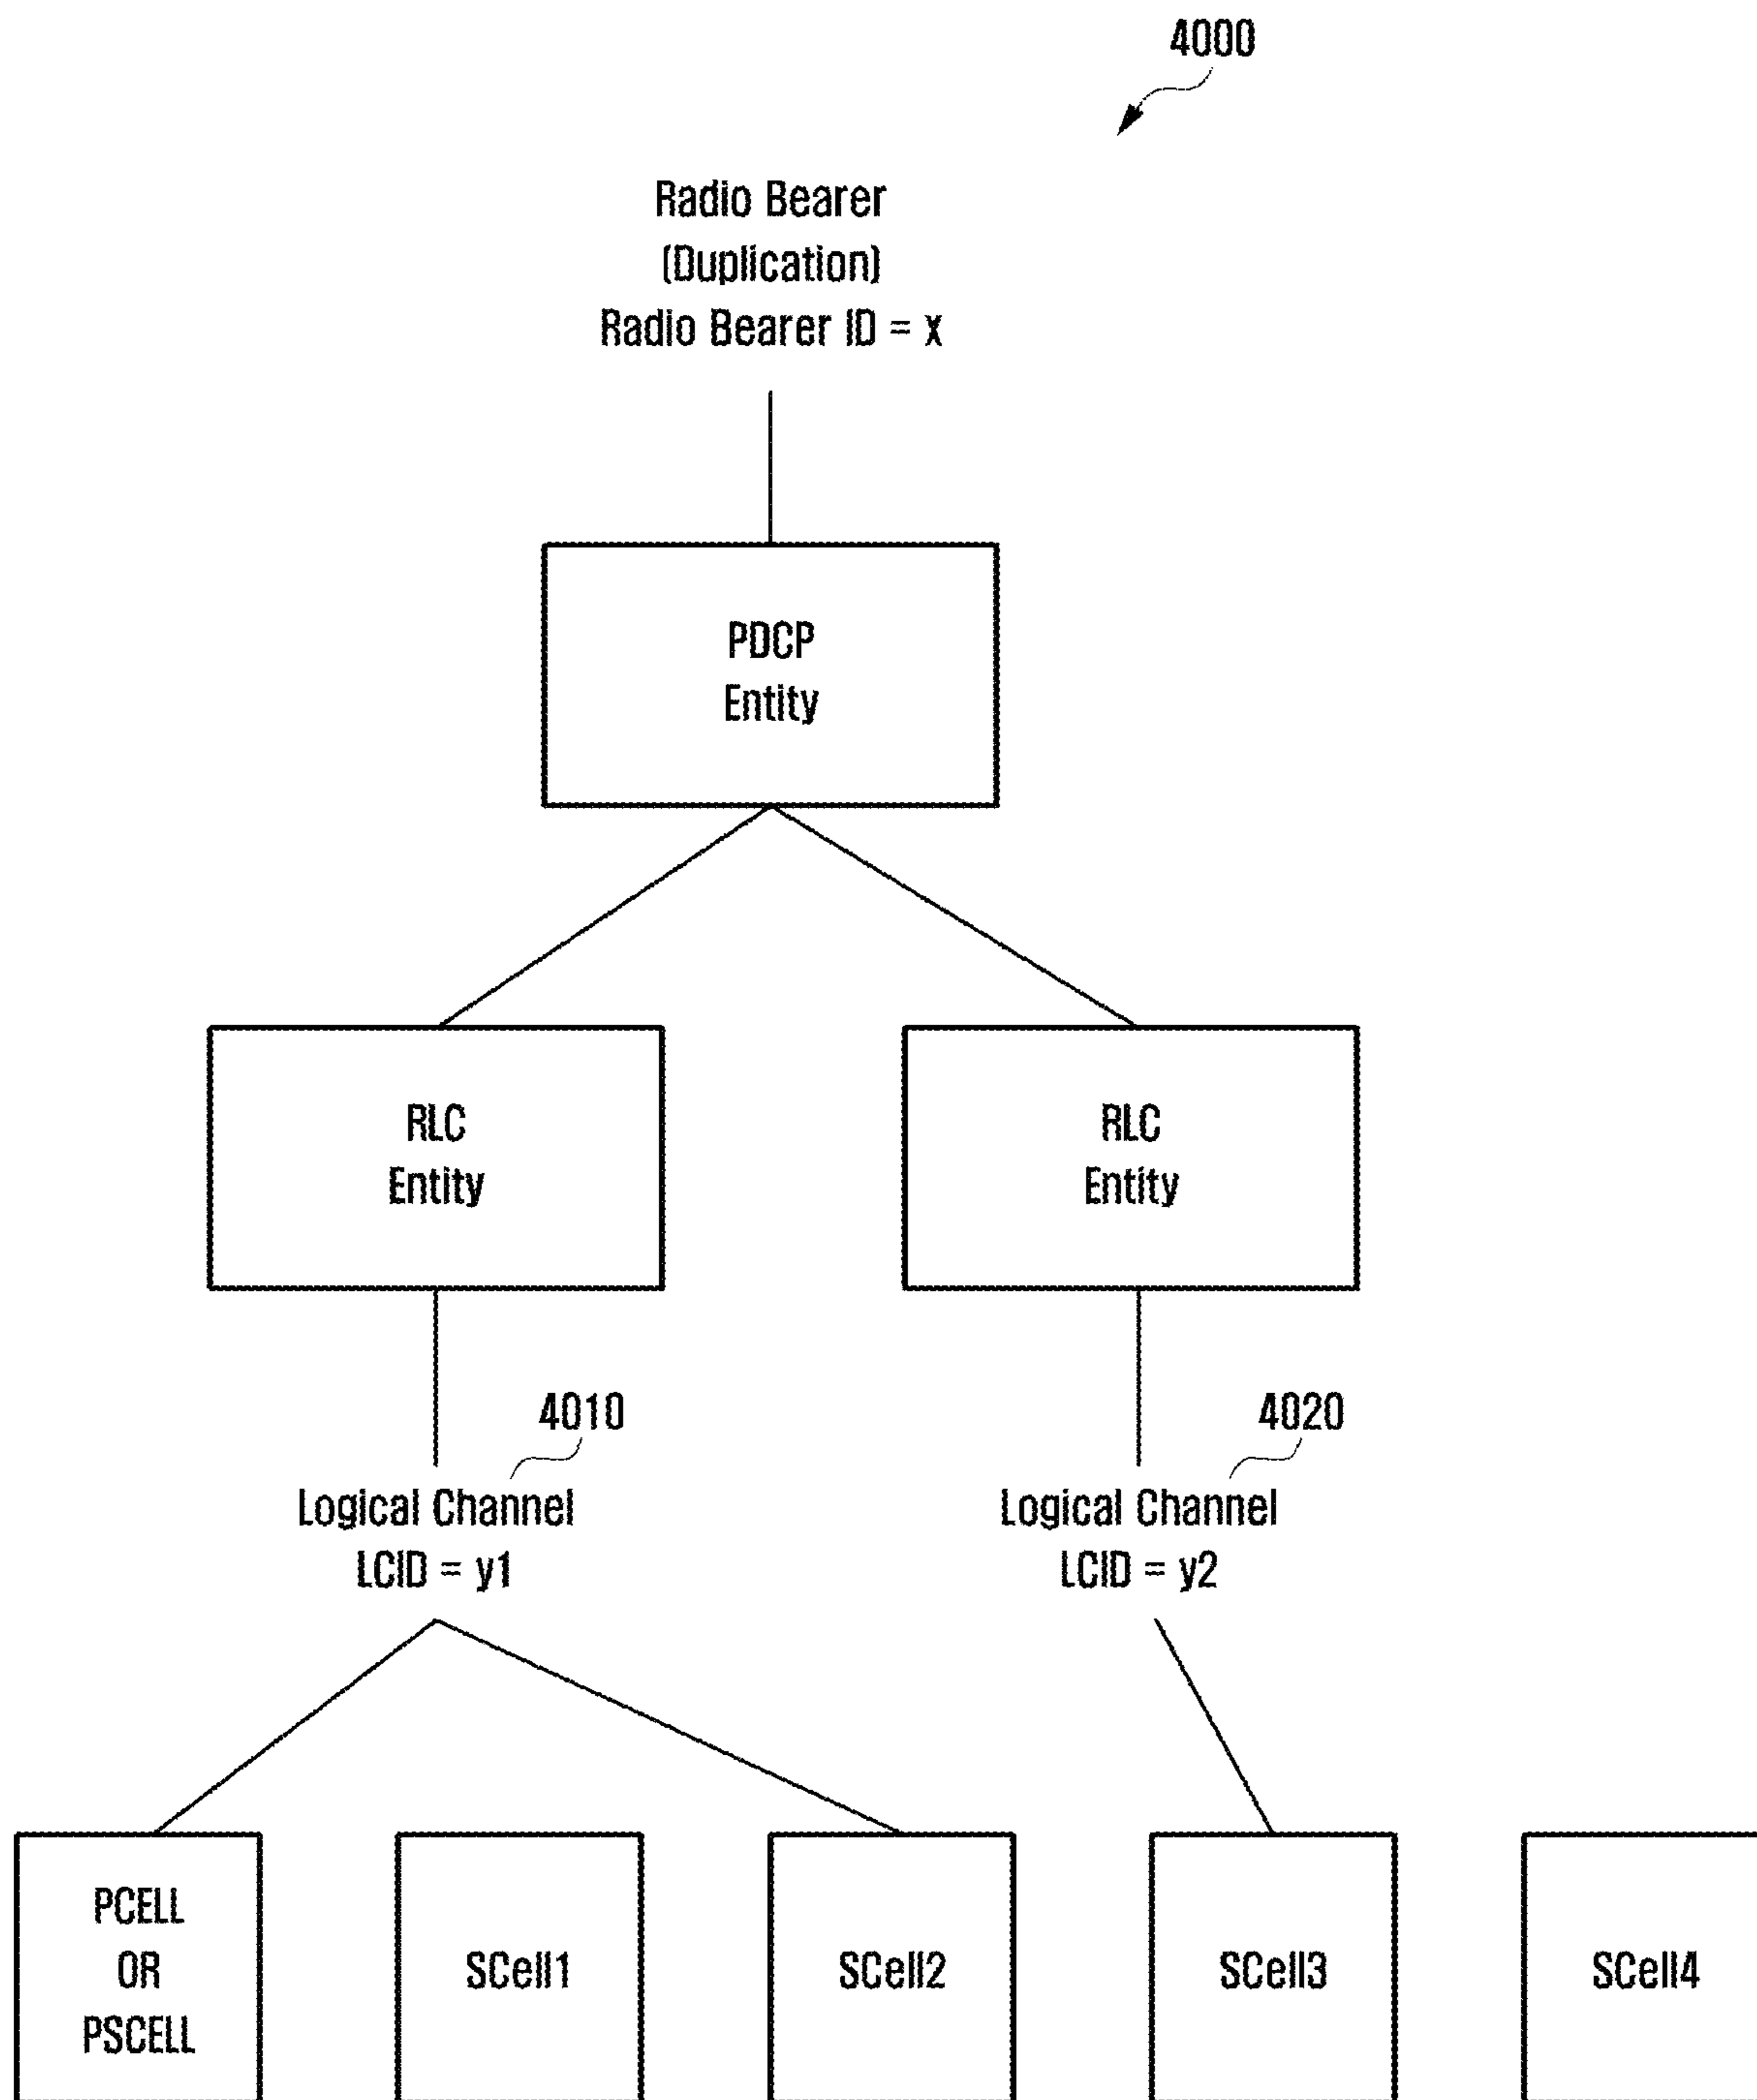 4000
Radio Bearer
(Duplication)
Radio Bearer ID = x
PDCP
Entity
RLC
Entity
RLC
Entity
4010
4020
Logical Channel
LCID = y1
Logical Channel
LCID = y2
PCELL
OR
PSCELL
SCell1
SCell2
SCell3
SCell4